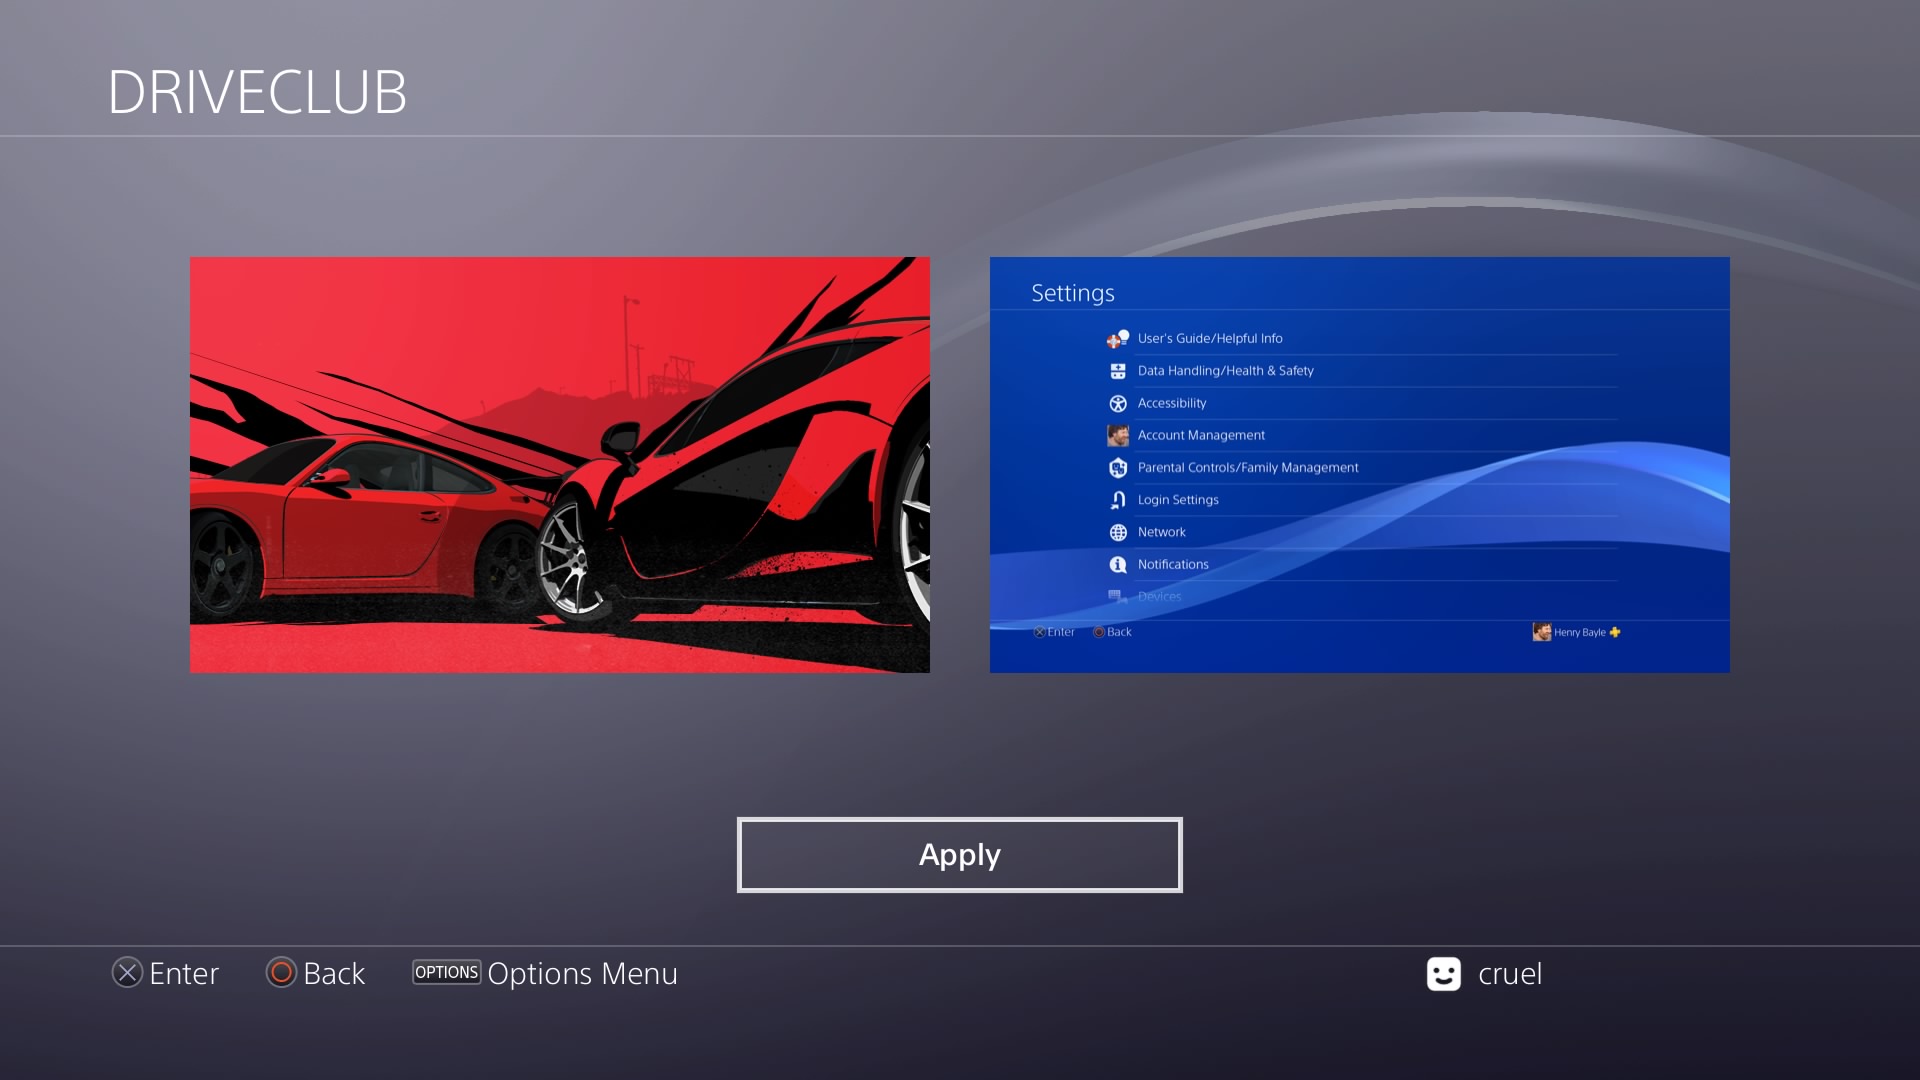 DRIVECLUB
Settings
User's Guide/Helpful Info
Data Handling/Health & Safety
Accessibility
Account Management
Parental Controls/Family Management
Login Settings
Network
Notifications
Devices
Enter Back Henry Bayle
Apply
Enter Back OPTIONS Options Menu cruel